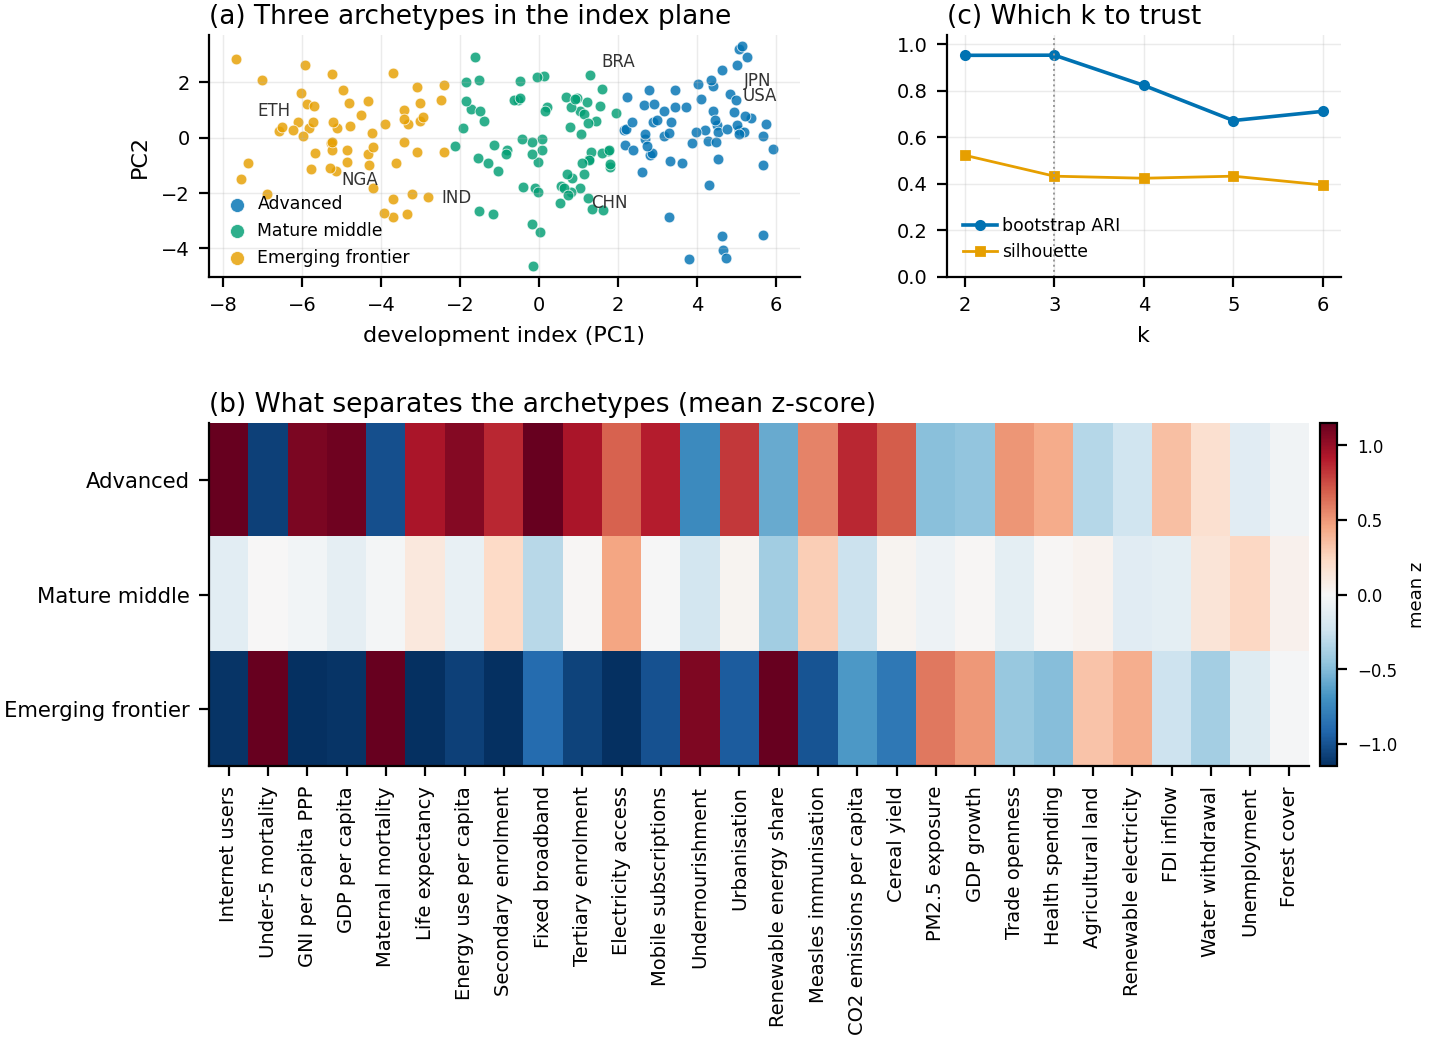 (a) Three archetypes in the index plane
PC2
2
0
−2
−4
ETH
NGA
IND
BRA
CHN
JPN
USA
Advanced
Mature middle
Emerging frontier
−8 −6 −4 −2 0 2 4 6
development index (PC1)
(c) Which k to trust
1.0
0.8
0.6
0.4
0.2
0.0
bootstrap ARI
silhouette
2 3 4 5 6
k
(b) What separates the archetypes (mean z-score)
Advanced
Mature middle
Emerging frontier
1.0
0.5
0.0
−0.5
−1.0
mean z
Internet users
Under-5 mortality
GNI per capita PPP
GDP per capita
Maternal mortality
Life expectancy
Energy use per capita
Secondary enrolment
Fixed broadband
Tertiary enrolment
Electricity access
Mobile subscriptions
Undernourishment
Urbanisation
Renewable energy share
Measles immunisation
CO2 emissions per capita
Cereal yield
PM2.5 exposure
GDP growth
Trade openness
Health spending
Agricultural land
Renewable electricity
FDI inflow
Water withdrawal
Unemployment
Forest cover